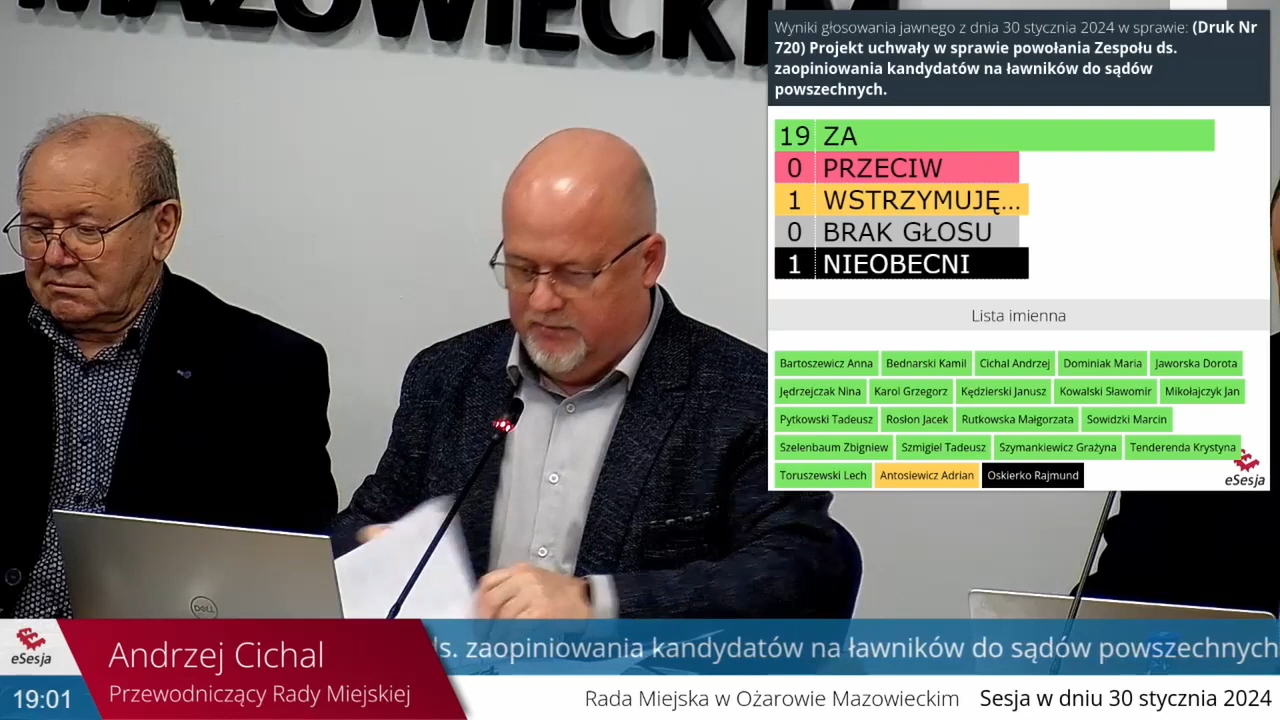 MAZOWIECKIM
Wyniki głosowania jawnego z dnia 30 stycznia 2024 w sprawie: (Druk Nr
720) Projekt uchwały w sprawie powołania Zespołu ds.
zaopiniowania kandydatów na ławników do sądów
powszechnych.
19 ZA
0 PRZECIW
1 WSTRZYMUJĘ...
0 BRAK GŁOSU
1 NIEOBECNI
Lista imienna
Bartoszewicz Anna Bednarski Kamil Cichal Andrzej Dominiak Maria Jaworska Dorota
Jędrzejczak Nina Karol Grzegorz Kędzierski Janusz Kowalski Sławomir Mikołajczyk Jan
Pytkowski Tadeusz Rosłon Jacek Rutkowska Małgorzata Sowidzki Marcin
Szelenbaum Zbigniew Szmigiel Tadeusz Szymankiewicz Grażyna Tenderenda Krystyna
Toruszewski Lech Antosiewicz Adrian Oskierko Rajmund
eSesja
DELL
eSesja
Andrzej Cichal
Przewodniczący Rady Miejskiej
ds. zaopiniowania kandydatów na ławników do sądów powszechnych
19:01
Rada Miejska w Ożarowie Mazowieckim Sesja w dniu 30 stycznia 2024